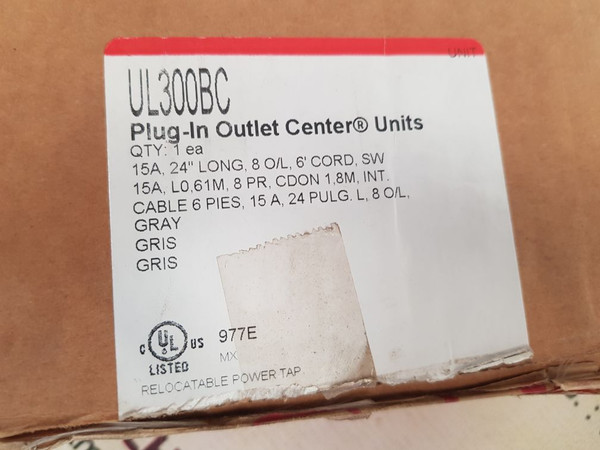 UNIT
UL300BC
Plug-In Outlet Center® Units
QTY: 1 ea
15A, 24" LONG, 8 O/L, 6' CORD, SW
15A, L0,61M, 8 PR, CDON 1,8M, INT.
CABLE 6 PIES, 15 A, 24 PULG. L, 8 O/L,
GRAY
GRIS
GRIS
C UL US
LISTED
977E
MX
RELOCATABLE POWER TAP